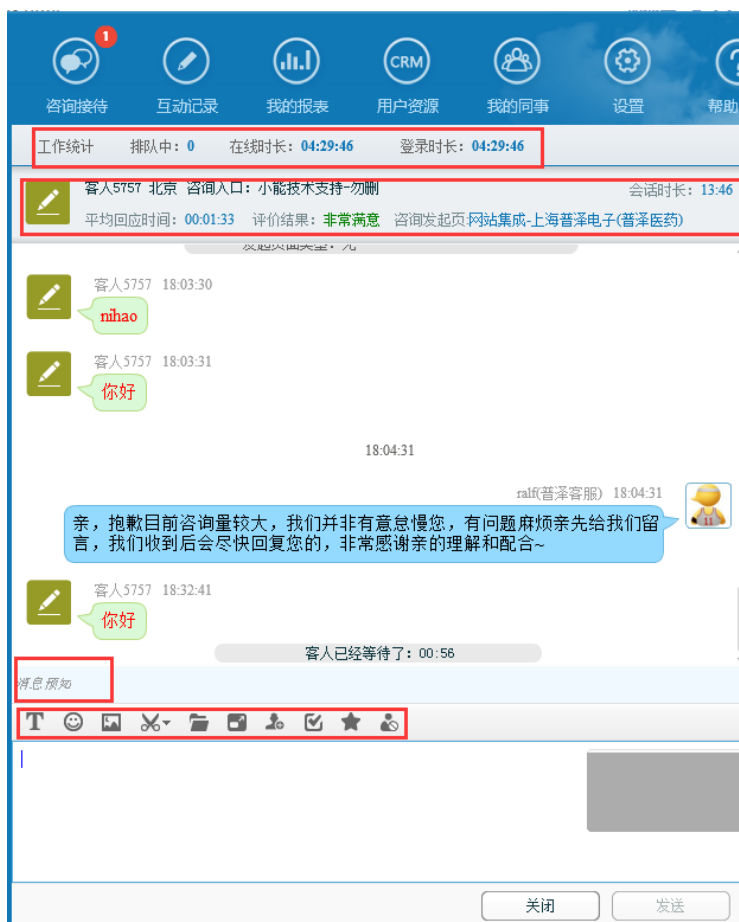 1
CRM
咨询接待 互动记录 我的报表 用户资源 我的同事 设置 帮助
工作统计 排队中：0 在线时长：04:29:46 登录时长：04:29:46
客人5757 北京 咨询入口：小能技术支持-勿删 会话时长：13:46
平均回应时间：00:01:33 评价结果：非常满意 咨询发起页:网站集成-上海普泽电子(普泽医药)
客人5757 18:03:30
nihao
客人5757 18:03:31
你好
18:04:31
ralf(普泽客服) 18:04:31
亲，抱歉目前咨询量较大，我们并非有意怠慢您，有问题麻烦亲先给我们留
言，我们收到后会尽快回复您的，非常感谢亲的理解和配合~
11
客人5757 18:32:41
你好
客人已经等待了：00:56
消息预知
T
关闭 发送